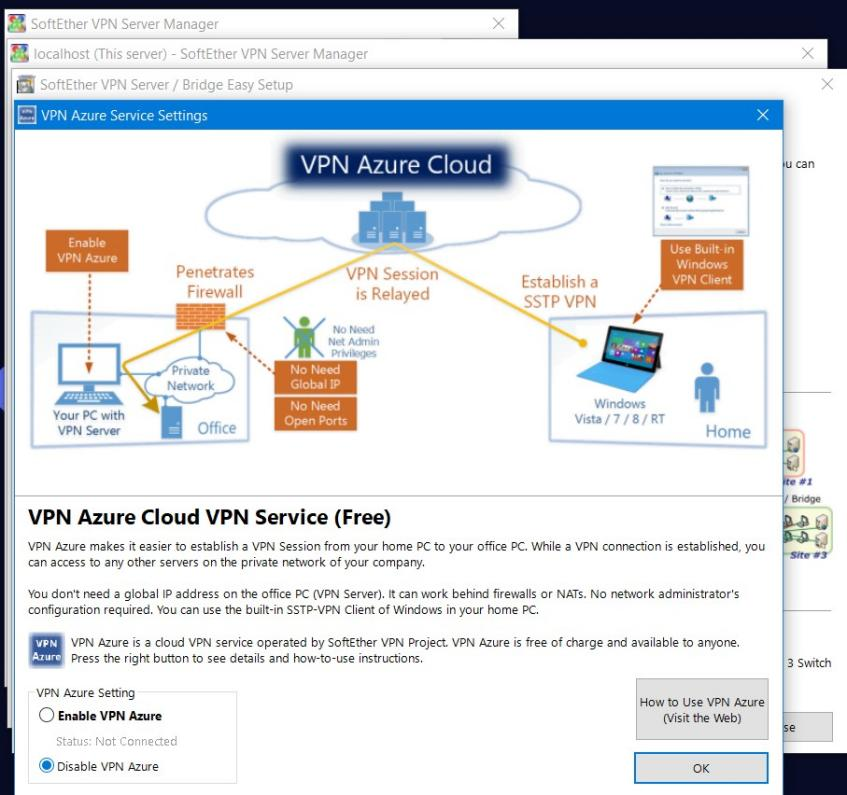 SoftEther VPN Server Manager
localhost (This server) - SoftEther VPN Server Manager
SoftEther VPN Server / Bridge Easy Setup
VPN Azure Service Settings
u can
VPN Azure Cloud
Enable
VPN Azure
Penetrates
Firewall
VPN Session
is Relayed
Establish a
SSTP VPN
Use Built-in
Windows
VPN Client
No Need
Net Admin
Privileges
No Need
Global IP
No Need
Open Ports
Private
Network
Your PC with
VPN Server
Office
Windows
Vista / 7 / 8 / RT
Home
ite #1
/ Bridge
Site #3
VPN Azure Cloud VPN Service (Free)
VPN Azure makes it easier to establish a VPN Session from your home PC to your office PC. While a VPN connection is established, you
can access to any other servers on the private network of your company.
You don't need a global IP address on the office PC (VPN Server). It can work behind firewalls or NATs. No network administrator's
configuration required. You can use the built-in SSTP-VPN Client of Windows in your home PC.
VPN
Azure
VPN Azure is a cloud VPN service operated by SoftEther VPN Project. VPN Azure is free of charge and available to anyone.
Press the right button to see details and how-to-use instructions.
3 Switch
VPN Azure Setting
Enable VPN Azure
Status: Not Connected
Disable VPN Azure
How to Use VPN Azure
(Visit the Web)
se
OK